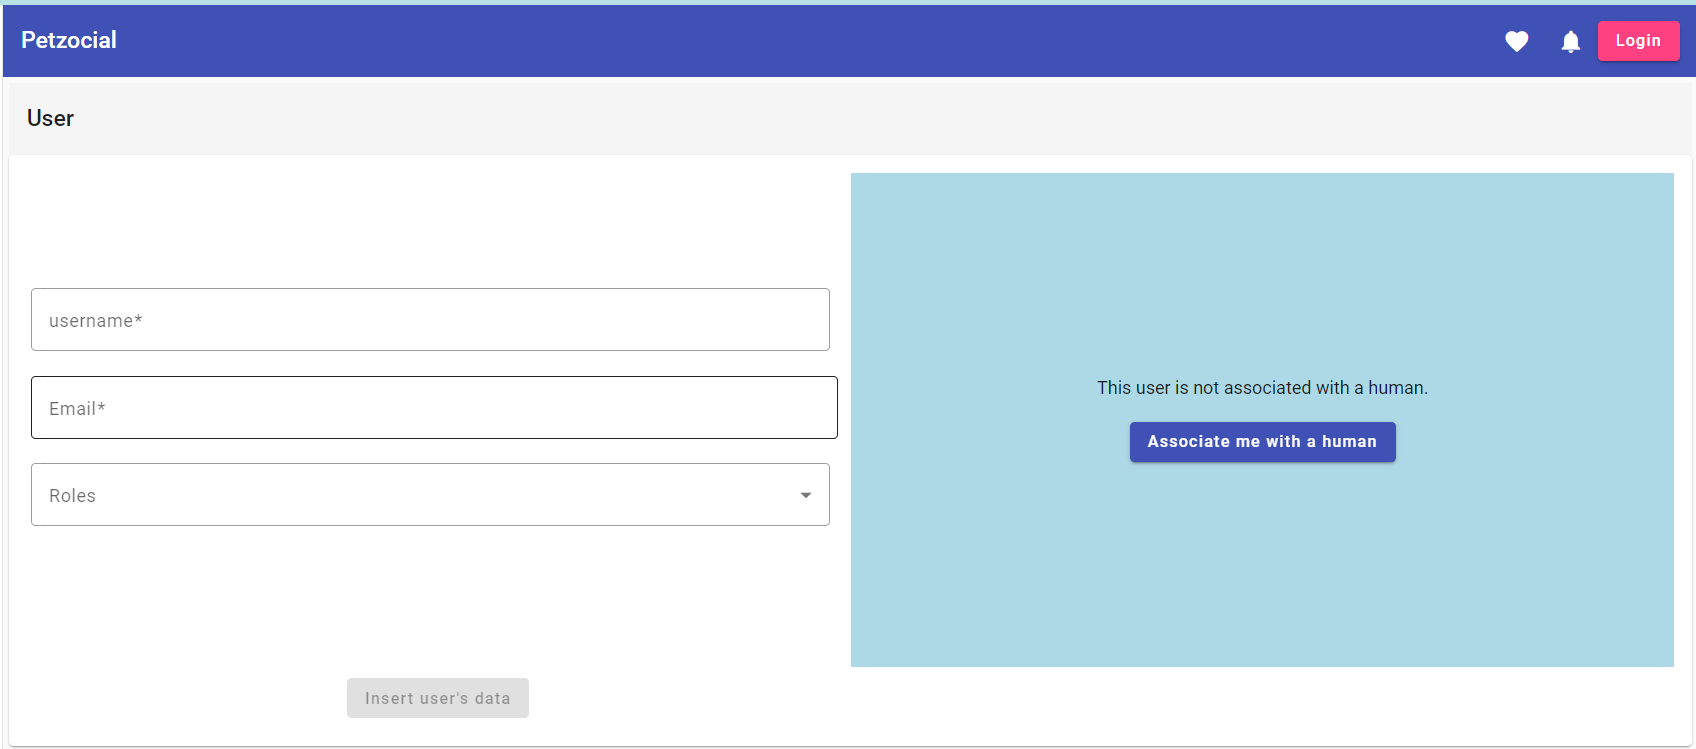 Petzocial
Login
User
username*
Email*
Roles
This user is not associated with a human.
Associate me with a human
Insert user's data